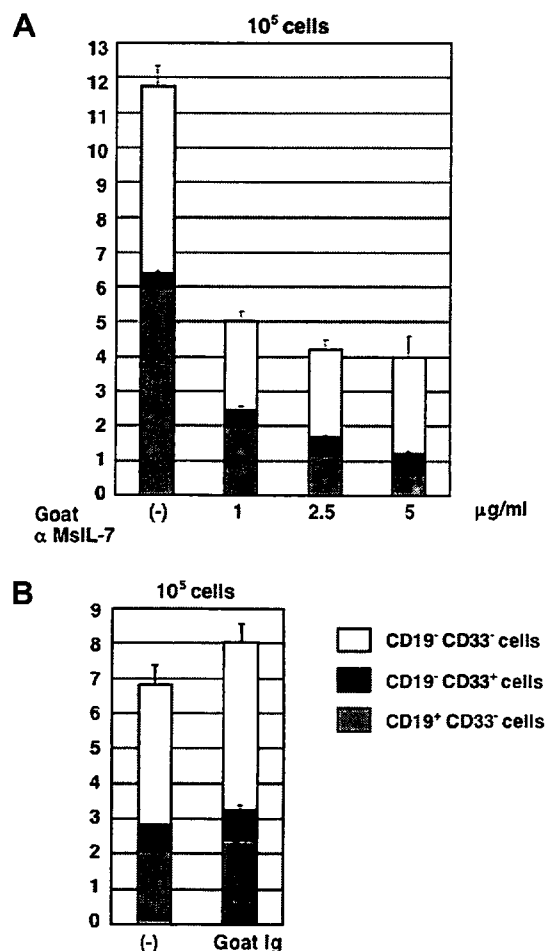 A
10⁵ cells
13
12
11
10
9
8
7
6
5
4
3
2
1
0
Goat (-) 1 2.5 5 µg/ml
α MsIL-7
B
10⁵ cells
9
8
7
6
5
4
3
2
1
0
(-) Goat Ig
CD19⁻ CD33⁻ cells
CD19⁻ CD33⁺ cells
CD19⁺ CD33⁻ cells